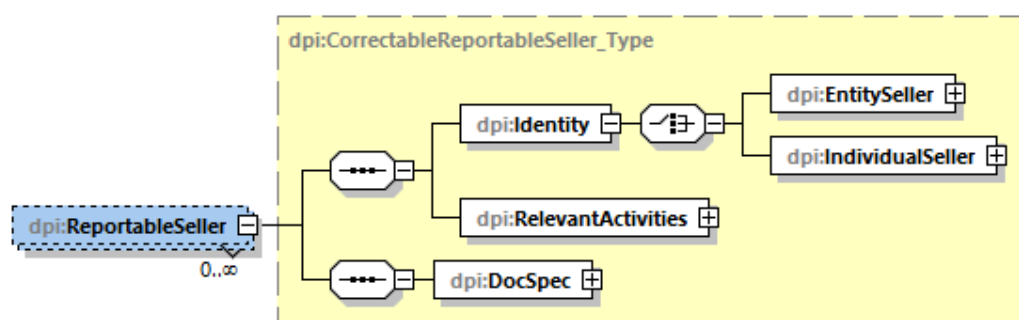 dpi:CorrectableReportableSeller_Type
dpi:EntitySeller
dpi:Identity
dpi:IndividualSeller
dpi:RelevantActivities
dpi:ReportableSeller
0..∞
dpi:DocSpec